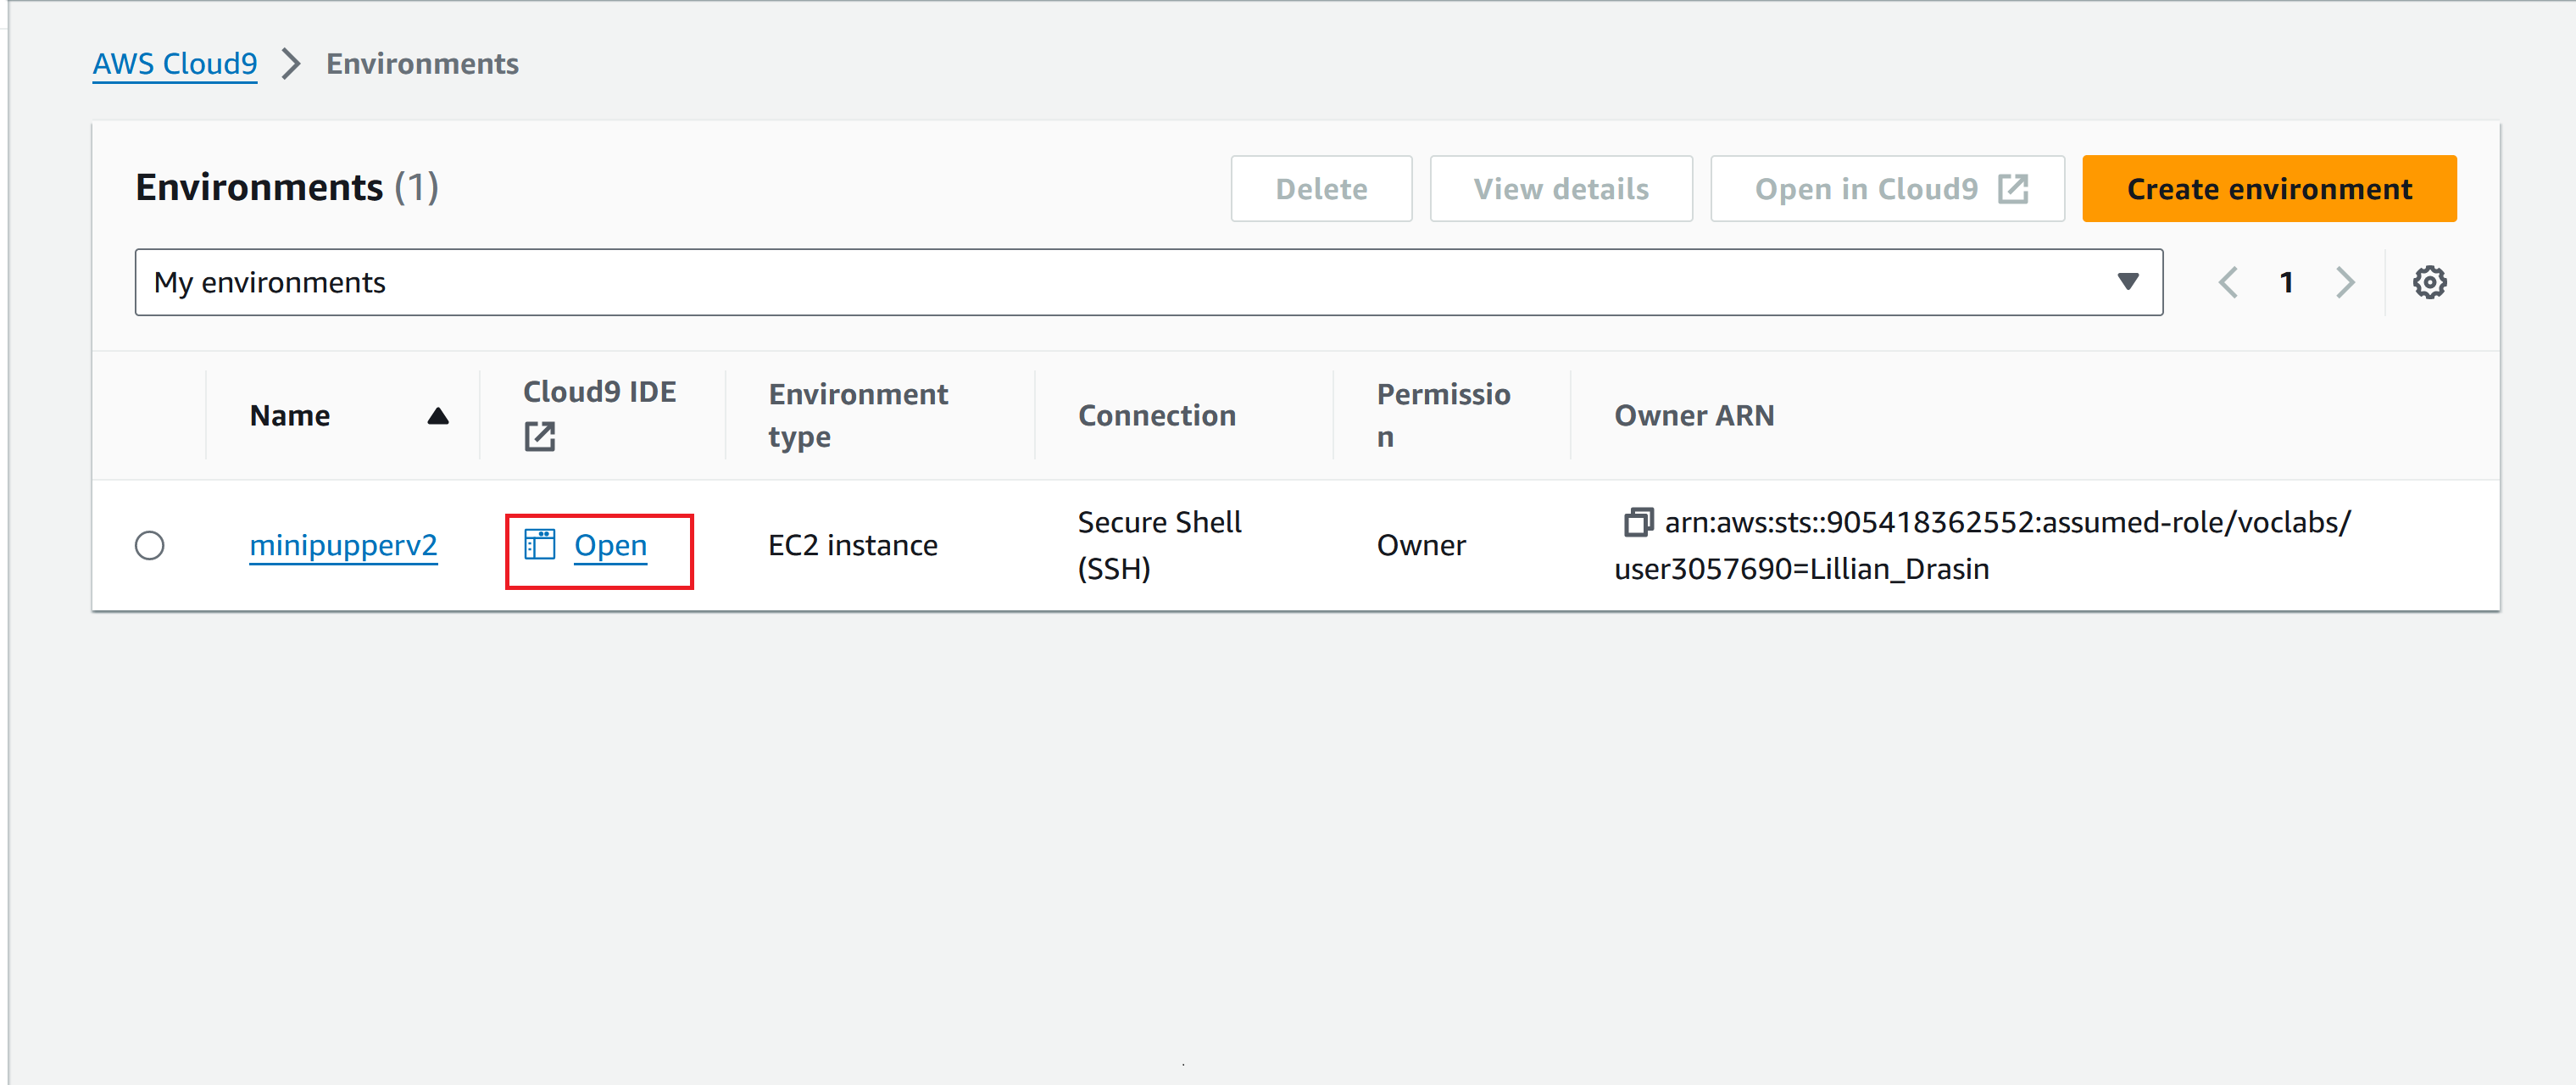 AWS Cloud9 Environments
Environments (1)
Delete
View details
Open in Cloud9
Create environment
My environments
1
Name
Cloud9 IDE
Environment
type
Connection
Permissio
n
Owner ARN
minipupperv2
Open
EC2 instance
Secure Shell
(SSH)
Owner
arn:aws:sts::905418362552:assumed-role/voclabs/
user3057690=Lillian_Drasin